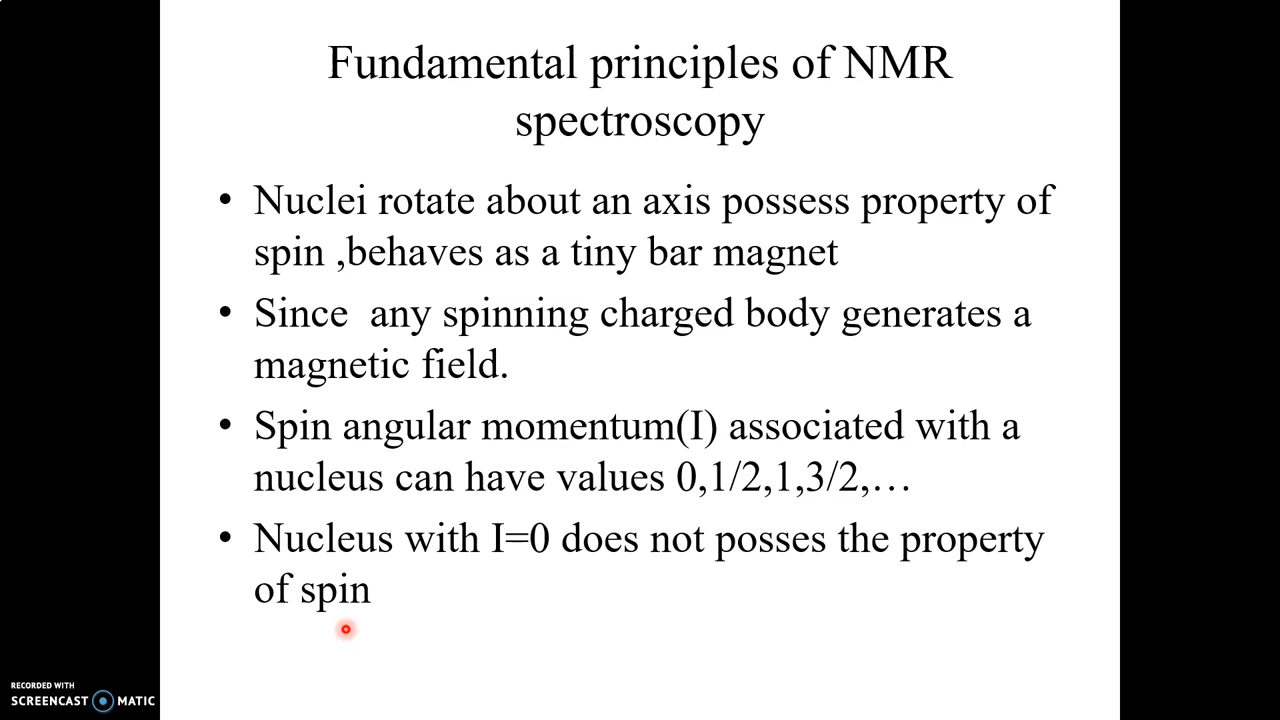 Fundamental principles of NMR
spectroscopy
• Nuclei rotate about an axis possess property of
spin ,behaves as a tiny bar magnet
• Since  any spinning charged body generates a
magnetic field.
• Spin angular momentum(I) associated with a
nucleus can have values 0,1/2,1,3/2,…
• Nucleus with I=0 does not posses the property
of spin
RECORDED WITH
SCREENCAST MATIC